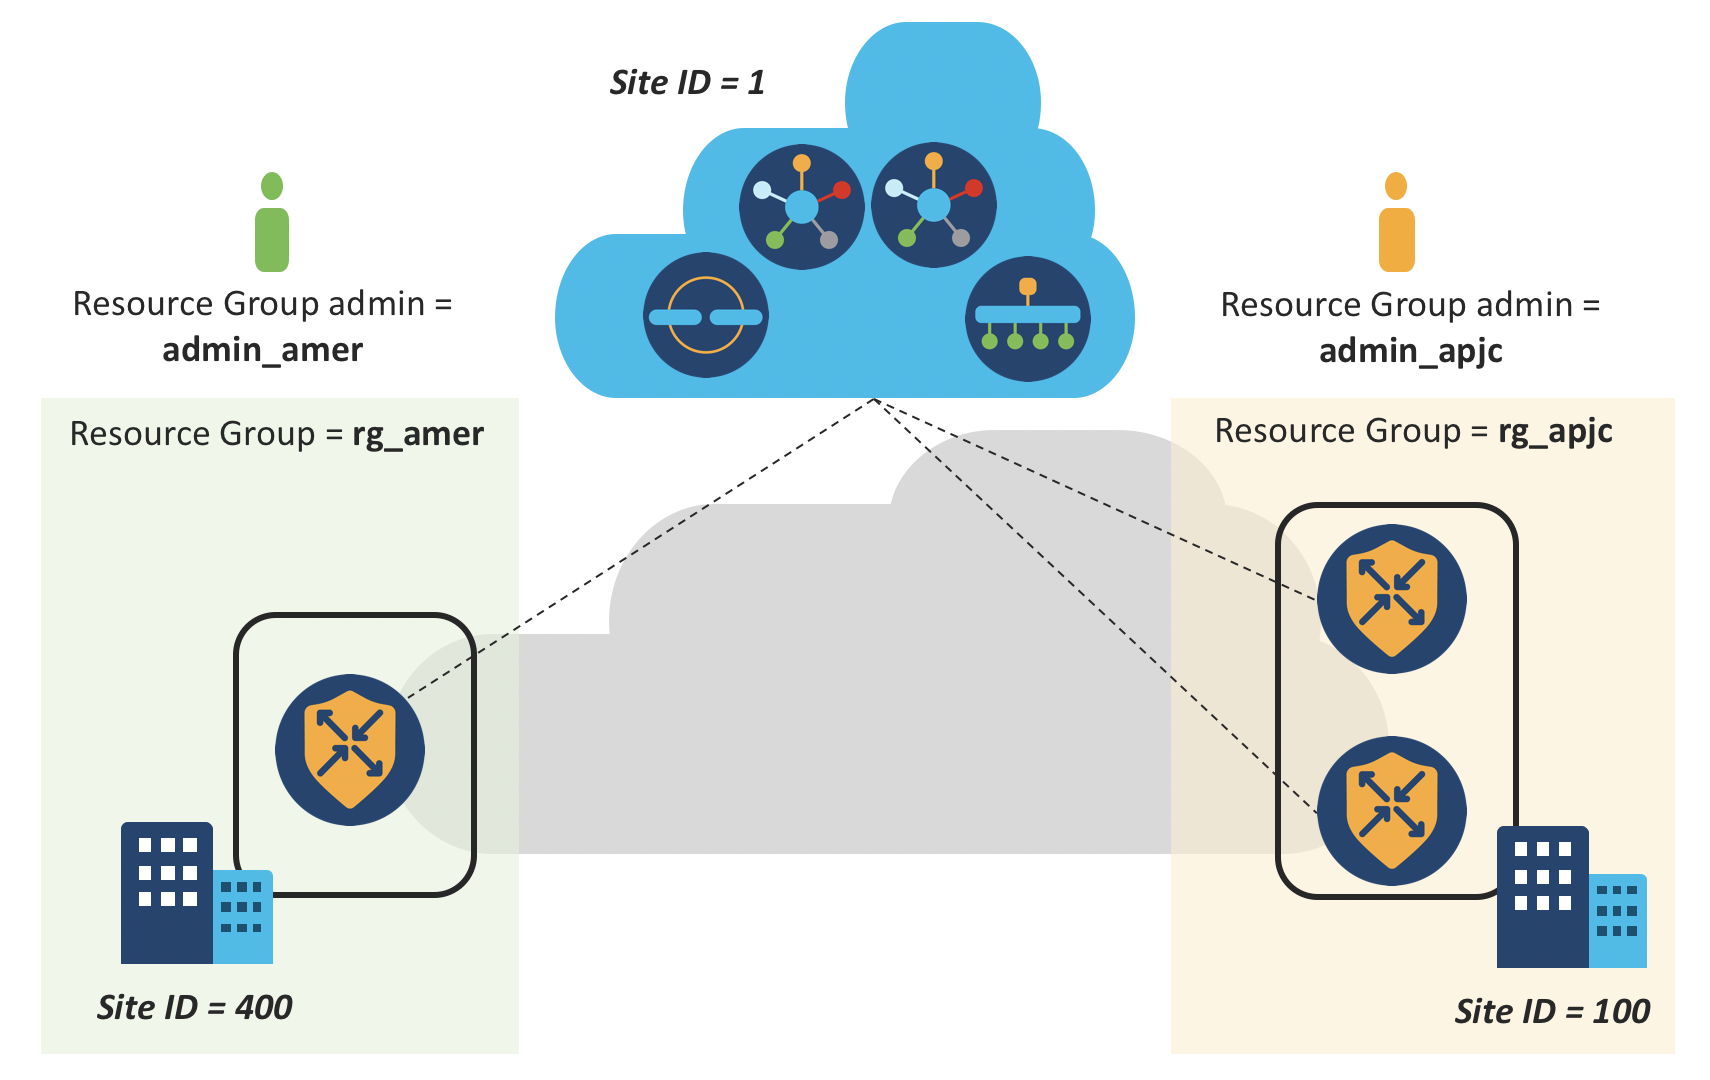 Site ID = 1
Resource Group admin =
admin_amer
Resource Group admin =
admin_apjc
Resource Group = rg_amer
Resource Group = rg_apjc
Site ID = 400
Site ID = 100